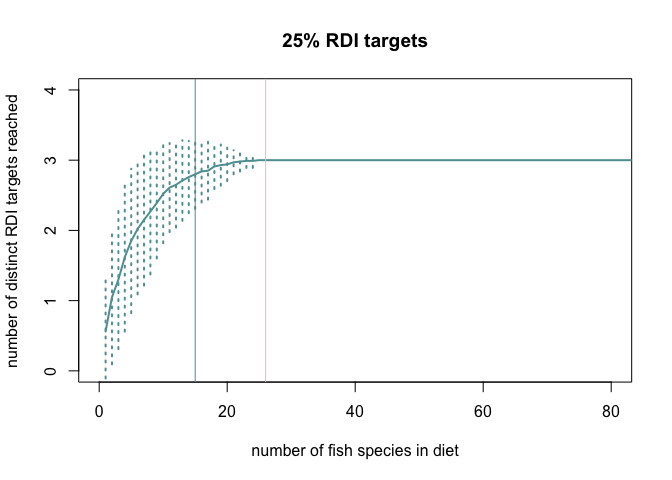 25% RDI targets
number of distinct RDI targets reached
4
3
2
1
0
0 20 40 60 80
number of fish species in diet